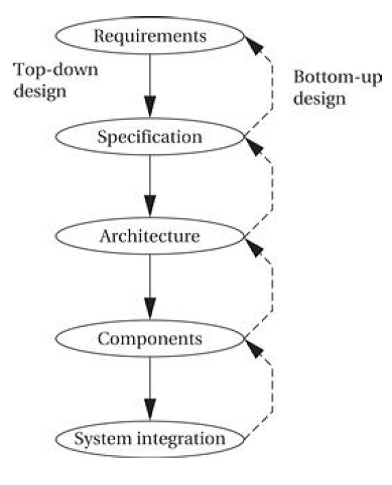 Requirements
Top-down
design
Bottom-up
design
Specification
Architecture
Components
System integration